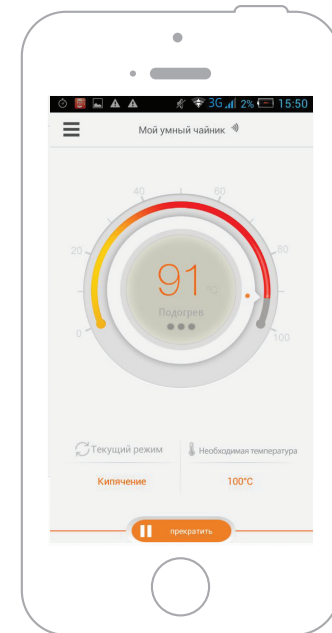 3G 2% 15:50
Мой умный чайник
40 60
20 80
91 °C
Подогрев
0 100
Текущий режим Необходимая температура
Кипячение 100°C
прекратить